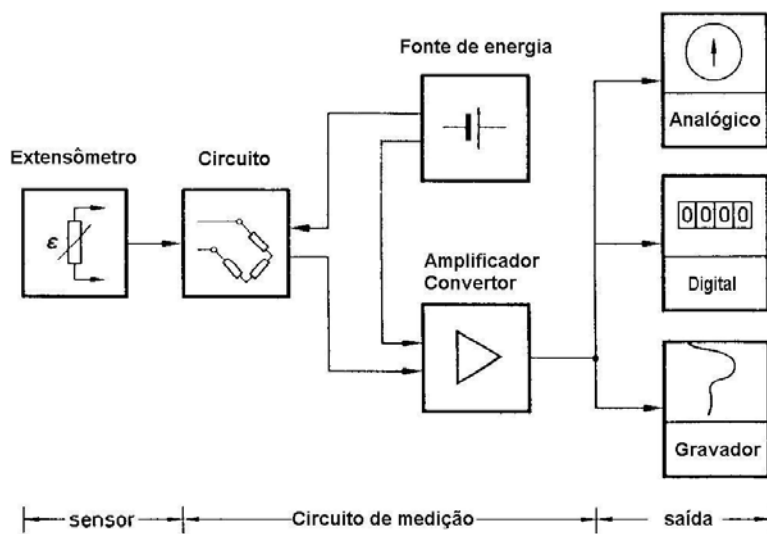 Fonte de energia
Analógico
Extensômetro
Circuito
ε
0000
Digital
Amplificador
Convertor
Gravador
sensor
Circuito de medição
saída